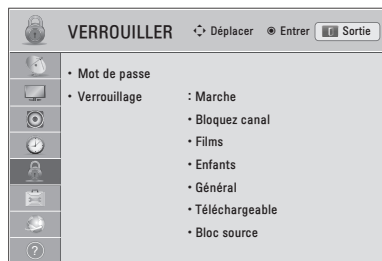 VERROUILLER Déplacer Entrer Sortie
• Mot de passe
• Verrouillage : Marche
• Bloquez canal
• Films
• Enfants
• Général
• Téléchargeable
• Bloc source
?